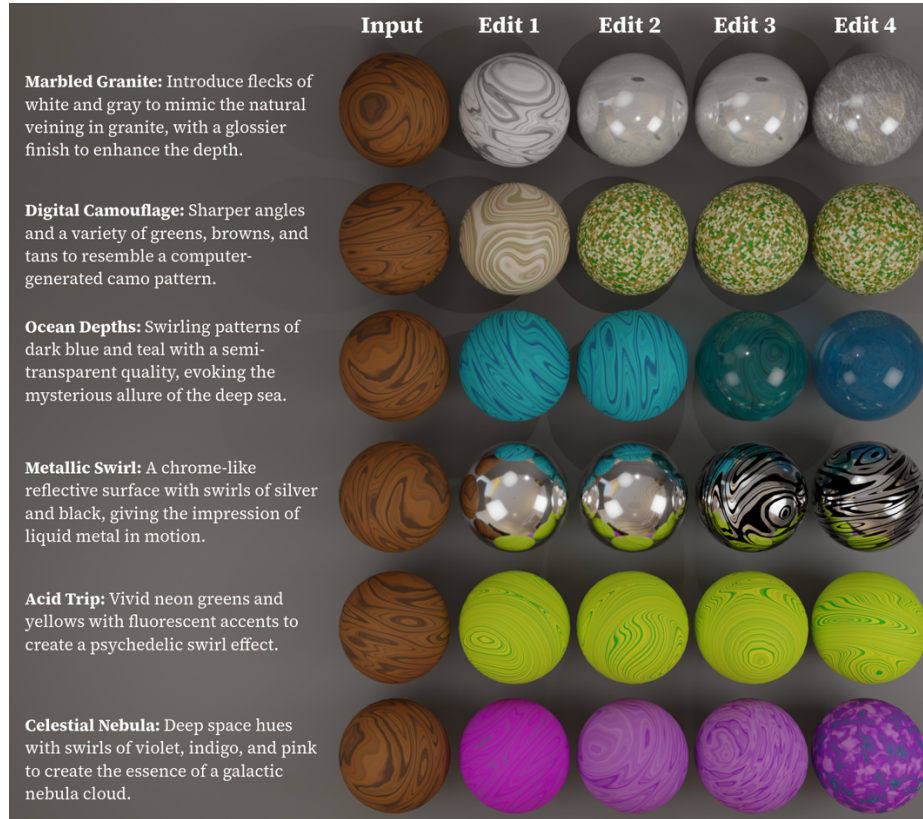 Input Edit 1 Edit 2 Edit 3 Edit 4
Marbled Granite: Introduce flecks of
white and gray to mimic the natural
veining in granite, with a glossier
finish to enhance the depth.
Digital Camouflage: Sharper angles
and a variety of greens, browns, and
tans to resemble a computer-
generated camo pattern.
Ocean Depths: Swirling patterns of
dark blue and teal with a semi-
transparent quality, evoking the
mysterious allure of the deep sea.
Metallic Swirl: A chrome-like
reflective surface with swirls of silver
and black, giving the impression of
liquid metal in motion.
Acid Trip: Vivid neon greens and
yellows with fluorescent accents to
create a psychedelic swirl effect.
Celestial Nebula: Deep space hues
with swirls of violet, indigo, and pink
to create the essence of a galactic
nebula cloud.